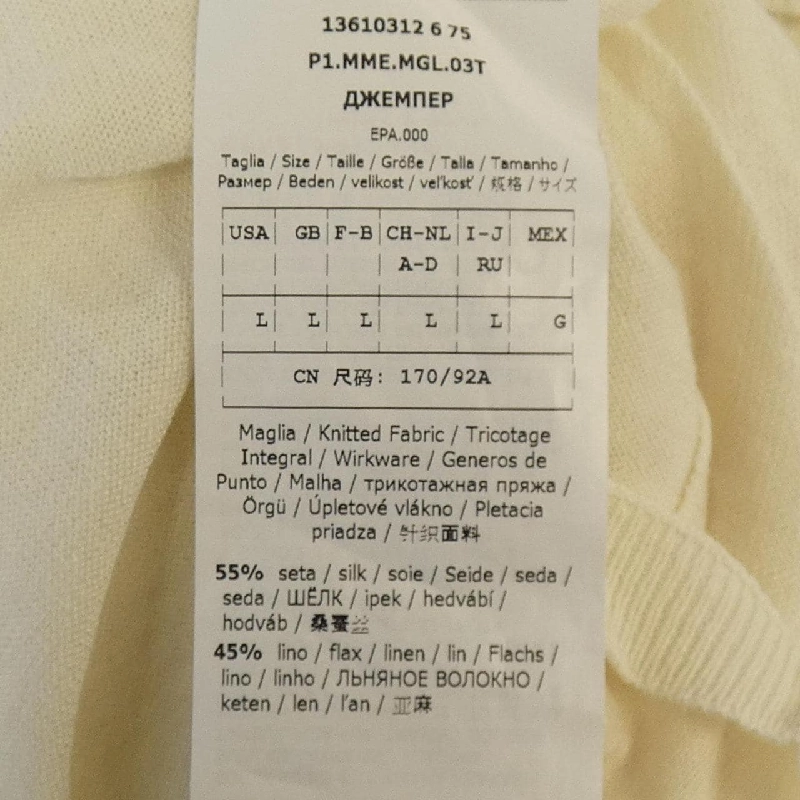 13610312 6 75
P1.MME.MGL.03T
ДЖЕМПЕР
EPA.000
Taglia / Size / Taille / Größe / Talla / Tamanho /
Размер / Beden / velikost / veľkosť / 规格 / サイズ
USA GB F-B CH-NL I-J MEX
A-D RU
L L L L L G
CN 尺码: 170/92A
Maglia / Knitted Fabric / Tricotage
Integral / Wirkware / Generos de
Punto / Malha / трикотажная пряжа /
Örgü / Úpletové vlákno / Pletacia
priadza / 针织面料
55% seta / silk / soie / Seide / seda /
seda / ШЁЛК / ipek / hedvábí /
hodváb / 桑蚕丝
45% lino / flax / linen / lin / Flachs /
lino / linho / ЛЬНЯНОЕ ВОЛОКНО /
keten / len / ľan / 亚麻